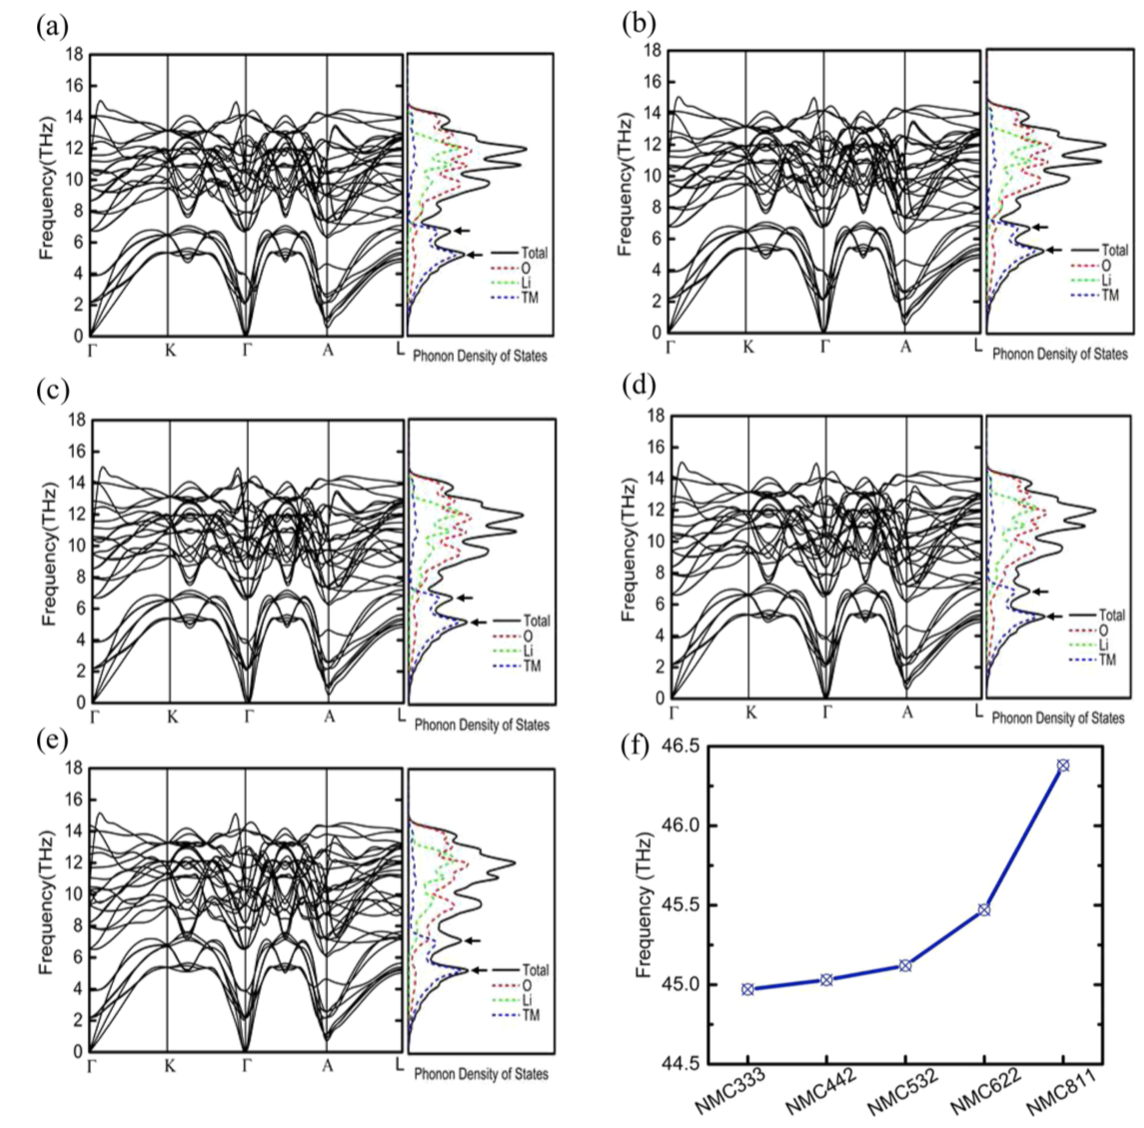 (a)
18
16
14
12
10
8
6
4
2
0
Frequency(THz)
Γ K Γ A L
Total
O
Li
TM
Phonon Density of States
(b)
18
16
14
12
10
8
6
4
2
0
Frequency(THz)
Γ K Γ A L
Total
O
Li
TM
Phonon Density of States
(c)
18
16
14
12
10
8
6
4
2
0
Frequency(THz)
Γ K Γ A L
Total
O
Li
TM
Phonon Density of States
(d)
18
16
14
12
10
8
6
4
2
0
Frequency(THz)
Γ K Γ A L
Total
O
Li
TM
Phonon Density of States
(e)
18
16
14
12
10
8
6
4
2
0
Frequency(THz)
Γ K Γ A L
Total
O
Li
TM
Phonon Density of States
(f)
46.5
46.0
45.5
45.0
44.5
Frequency (THz)
NMC333 NMC442 NMC532 NMC622 NMC811